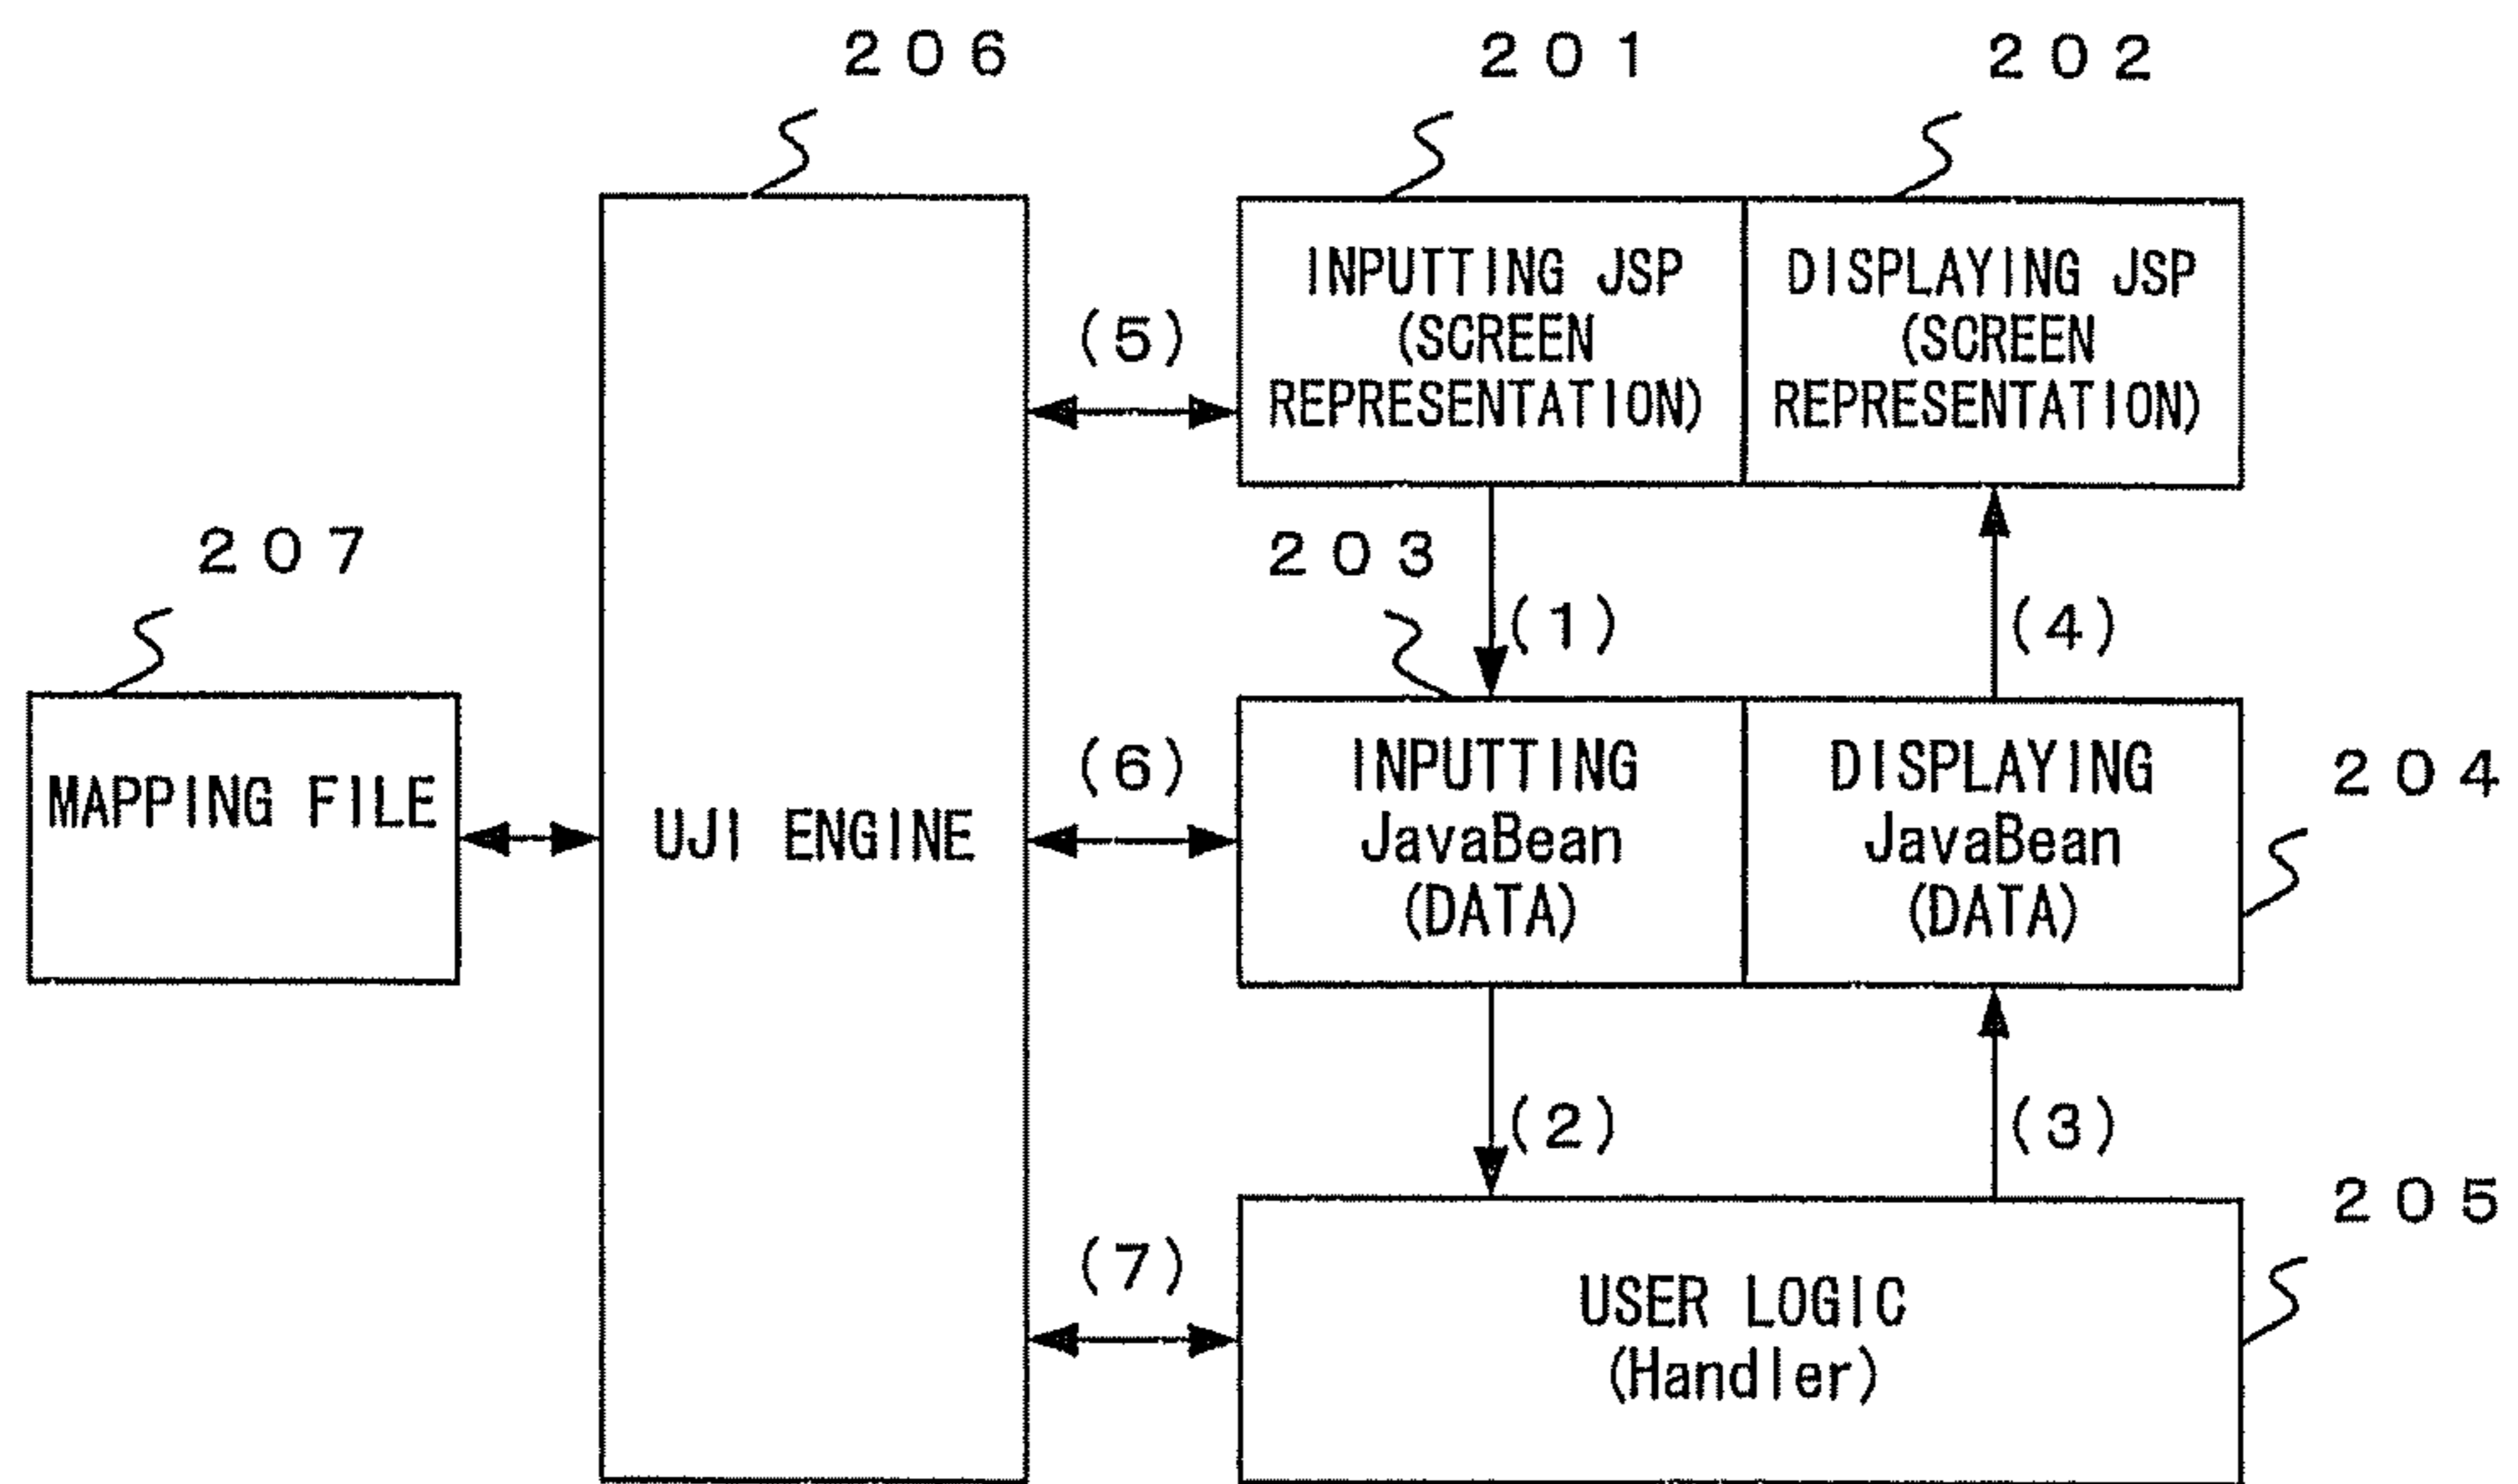 ２０６
２０１
２０２
INPUTTING JSP
(SCREEN
REPRESENTATION)
DISPLAYING JSP
(SCREEN
REPRESENTATION)
(5)
２０７
２０３
(1)
(4)
MAPPING FILE
UJI ENGINE
(6)
INPUTTING
JavaBean
(DATA)
DISPLAYING
JavaBean
(DATA)
２０４
(2)
(3)
２０５
(7)
USER LOGIC
(Handler)